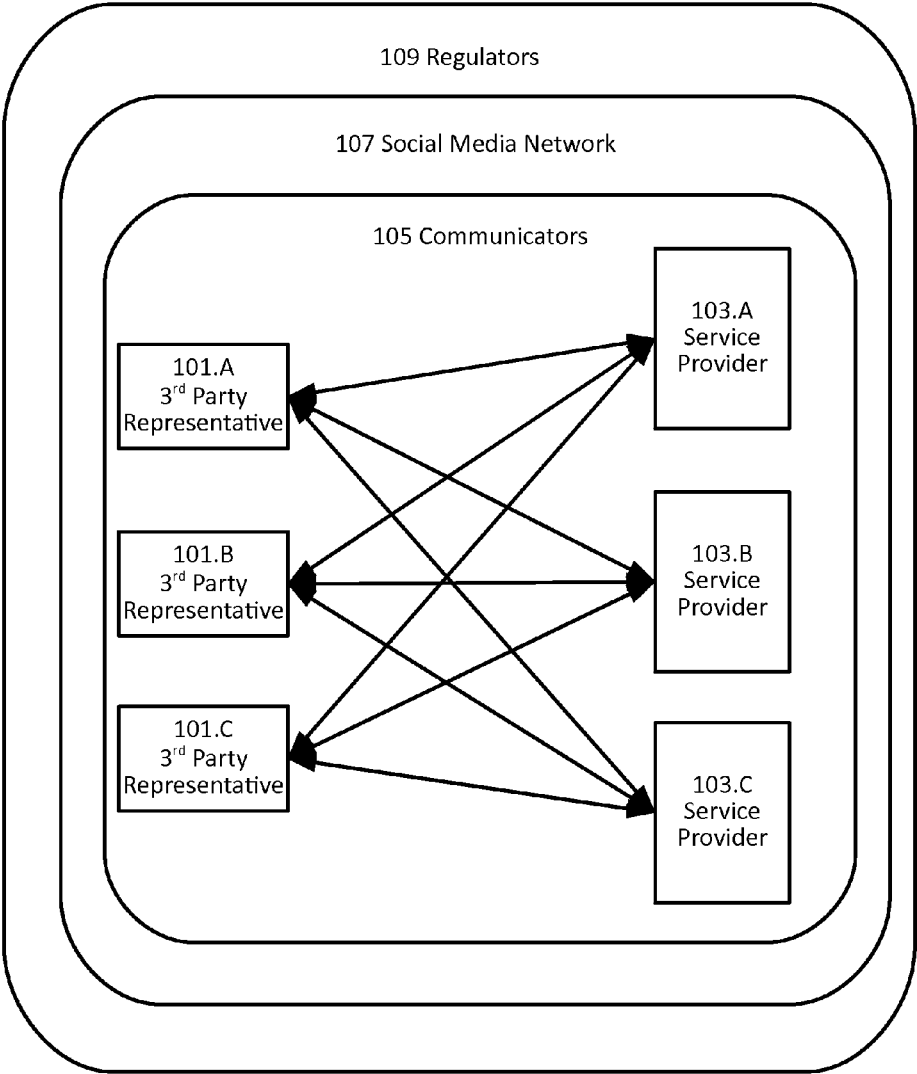 109 Regulators
107 Social Media Network
105 Communicators
103.A
Service
Provider
101.A
3rd Party
Representative
103.B
Service
Provider
101.B
3rd Party
Representative
101.C
3rd Party
Representative
103.C
Service
Provider